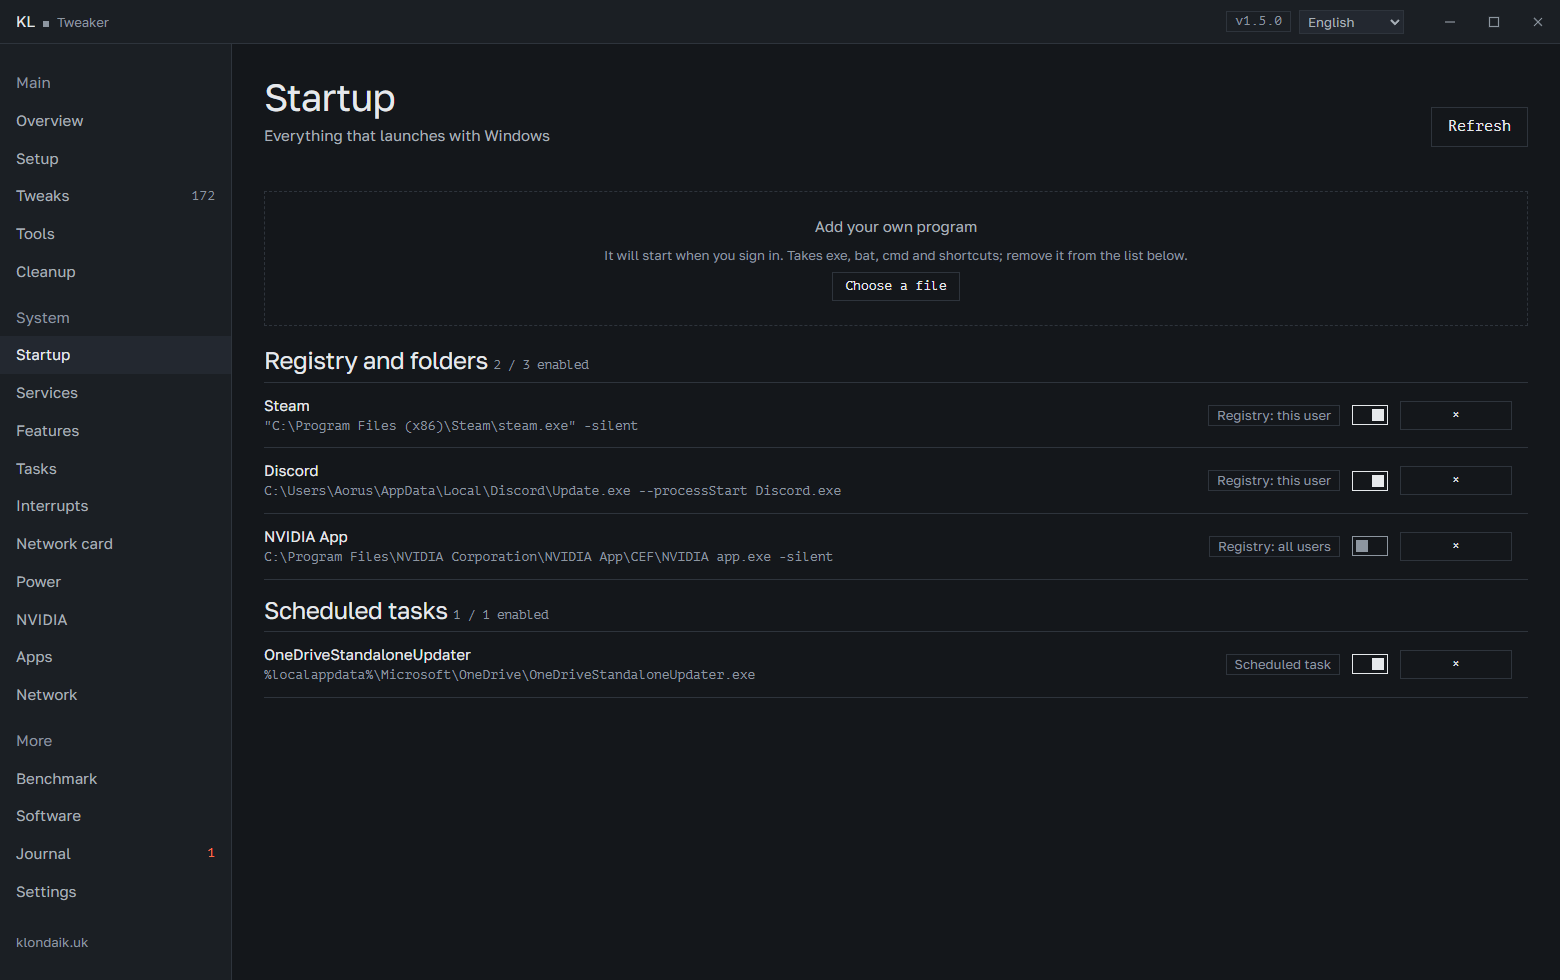 KL Tweaker
v1.5.0
English
Main
Overview
Setup
Tweaks 172
Tools
Cleanup
System
Startup
Services
Features
Tasks
Interrupts
Network card
Power
NVIDIA
Apps
Network
More
Benchmark
Software
Journal 1
Settings
klondaik.uk
Startup
Everything that launches with Windows
Refresh
Add your own program
It will start when you sign in. Takes exe, bat, cmd and shortcuts; remove it from the list below.
Choose a file
Registry and folders 2 / 3 enabled
Steam
"C:\Program Files (x86)\Steam\steam.exe" -silent
Registry: this user
×
Discord
C:\Users\Aorus\AppData\Local\Discord\Update.exe --processStart Discord.exe
Registry: this user
×
NVIDIA App
C:\Program Files\NVIDIA Corporation\NVIDIA App\CEF\NVIDIA app.exe -silent
Registry: all users
×
Scheduled tasks 1 / 1 enabled
OneDriveStandaloneUpdater
%localappdata%\Microsoft\OneDrive\OneDriveStandaloneUpdater.exe
Scheduled task
×